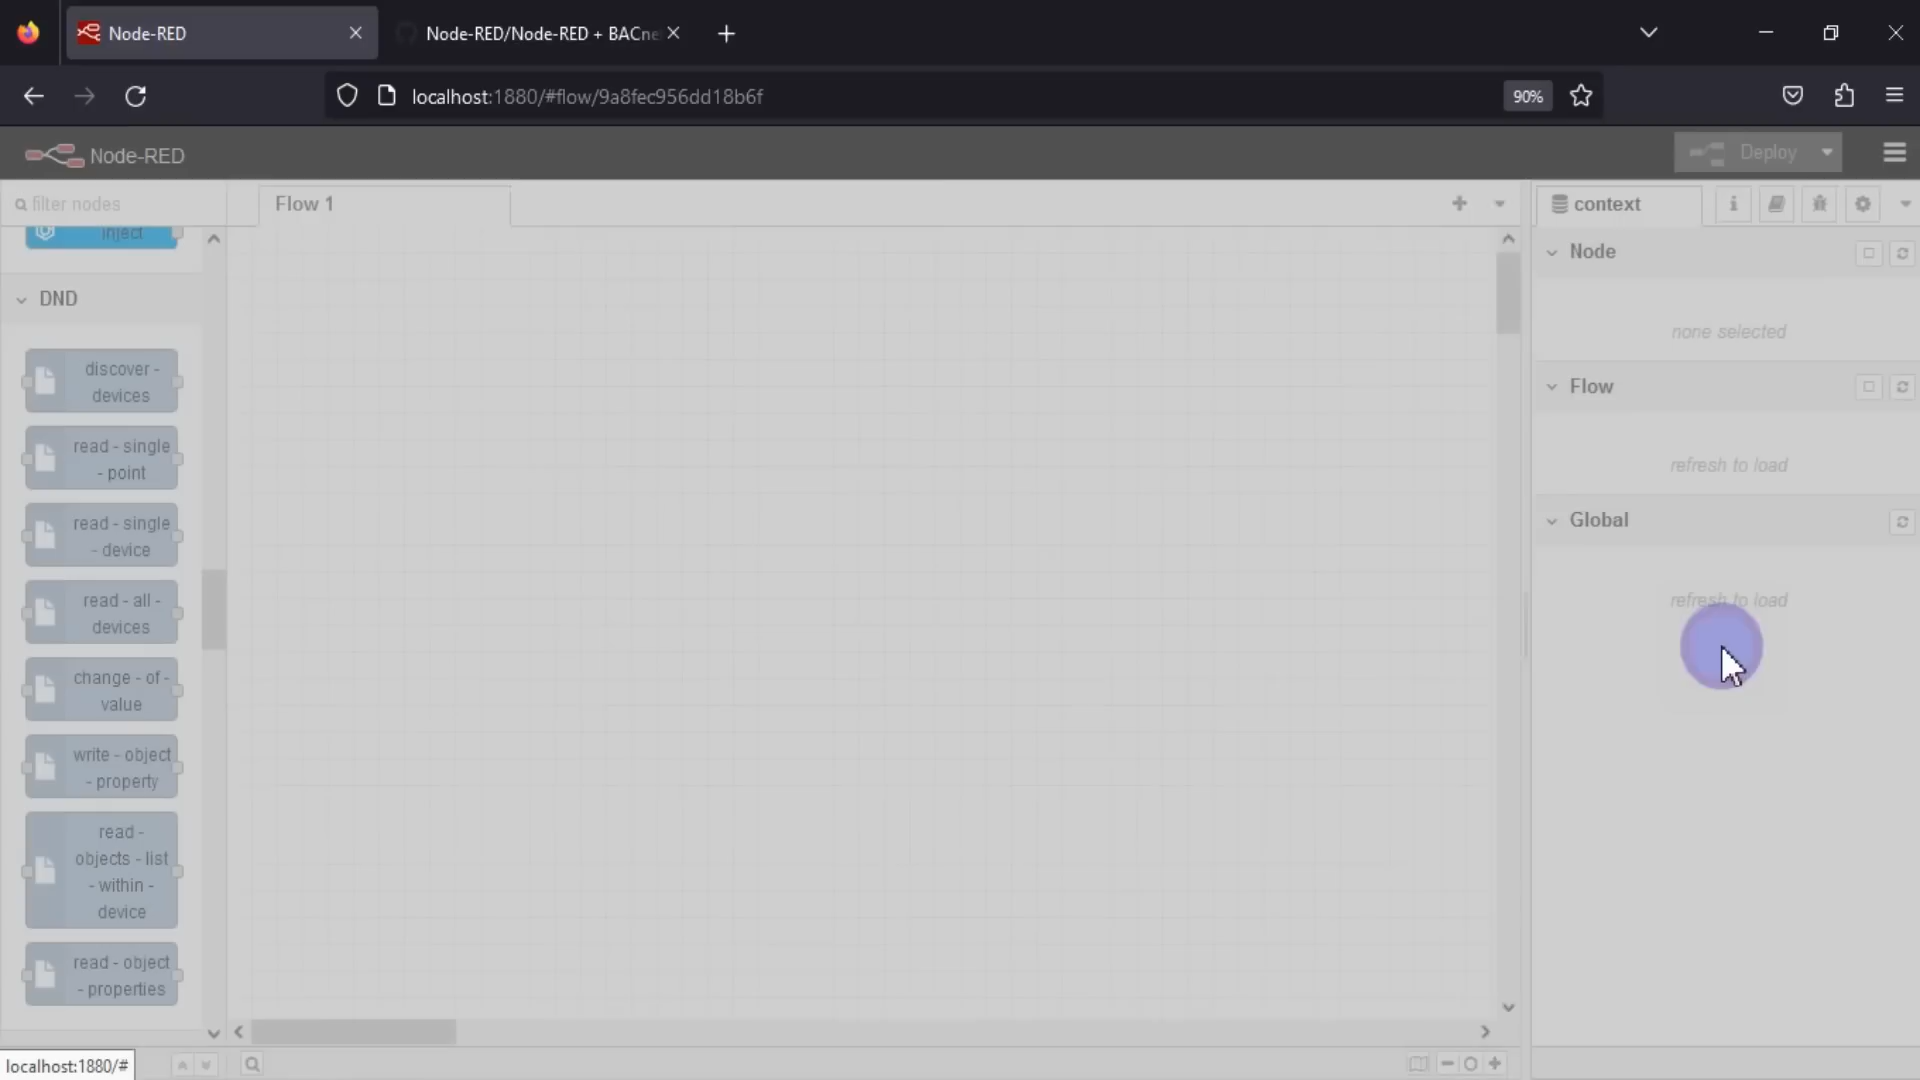 Node-RED
Node-RED/Node-RED + BACne
localhost:1880/#flow/9a8fec956dd18b6f
90%
Node-RED
Deploy
filter nodes
Flow 1
context
inject
DND
discover -
devices
read - single
- point
read - single
- device
read - all -
devices
change - of -
value
write - object
- property
read -
objects - list
- within -
device
read - object
- properties
Node
none selected
Flow
refresh to load
Global
refresh to load
localhost:1880/#